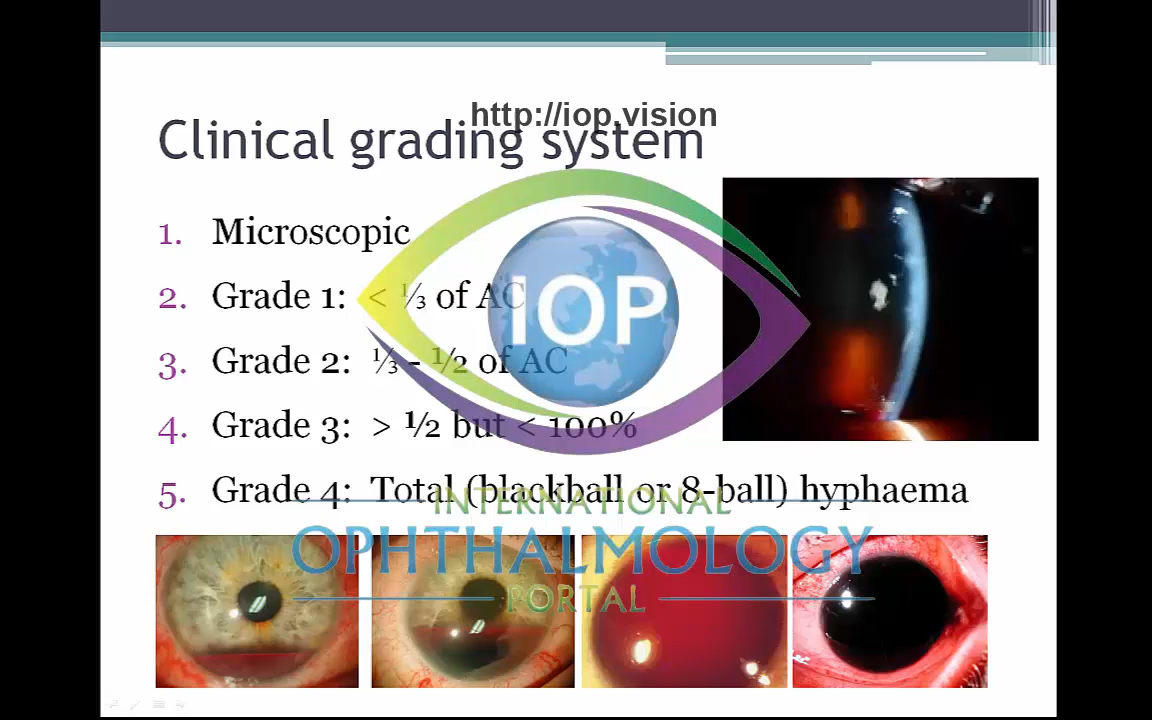 http://iop.vision
Clinical grading system
1. Microscopic
2. Grade 1: < ⅓ of AC
3. Grade 2: ⅓ - ½ of AC
4. Grade 3: > ½ but < 100%
5. Grade 4: Total (blackball or 8-ball) hyphaema
IOP
INTERNATIONAL
OPHTHALMOLOGY
PORTAL